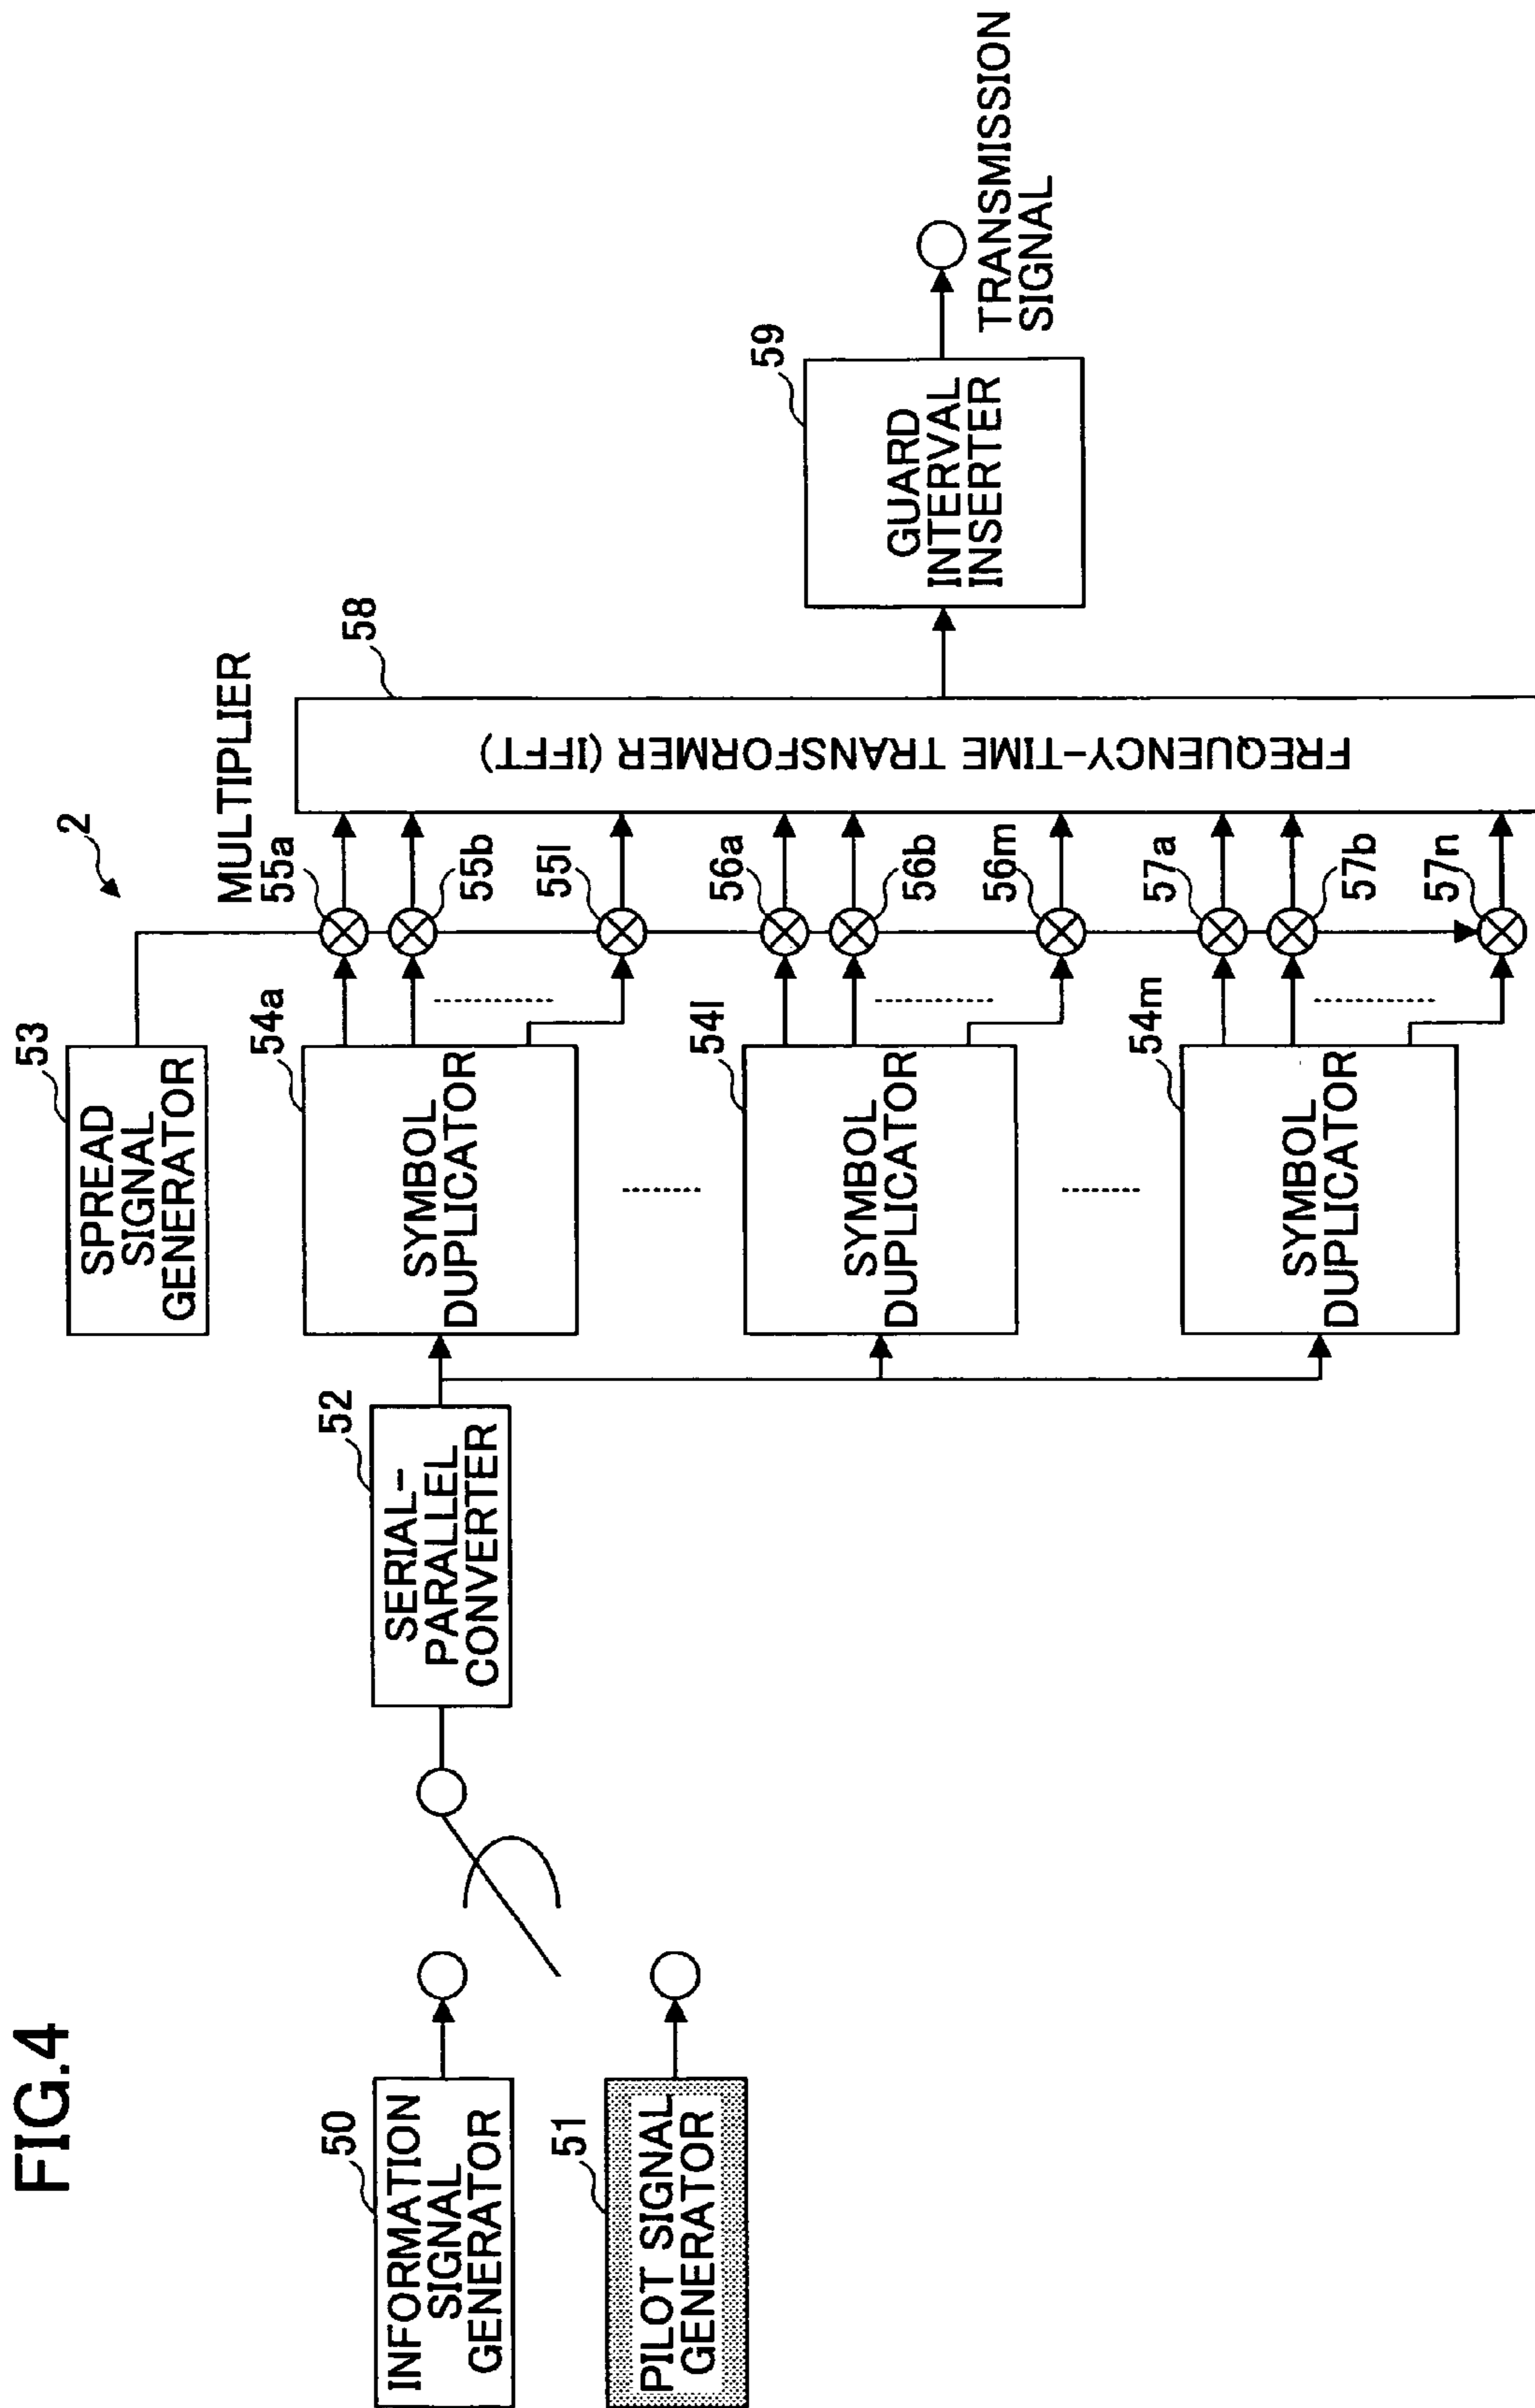 FIG.4
2
50
INFORMATION
SIGNAL
GENERATOR
51
PILOT SIGNAL
GENERATOR
52
SERIAL-
PARALLEL
CONVERTER
53
SPREAD
SIGNAL
GENERATOR
54a
SYMBOL
DUPLICATOR
54l
SYMBOL
DUPLICATOR
54m
SYMBOL
DUPLICATOR
MULTIPLIER
55a
55b
55l
56a
56b
56m
57a
57b
57n
58
FREQUENCY-TIME TRANSFORMER (IFFT)
59
GUARD
INTERVAL
INSERTER
TRANSMISSION
SIGNAL